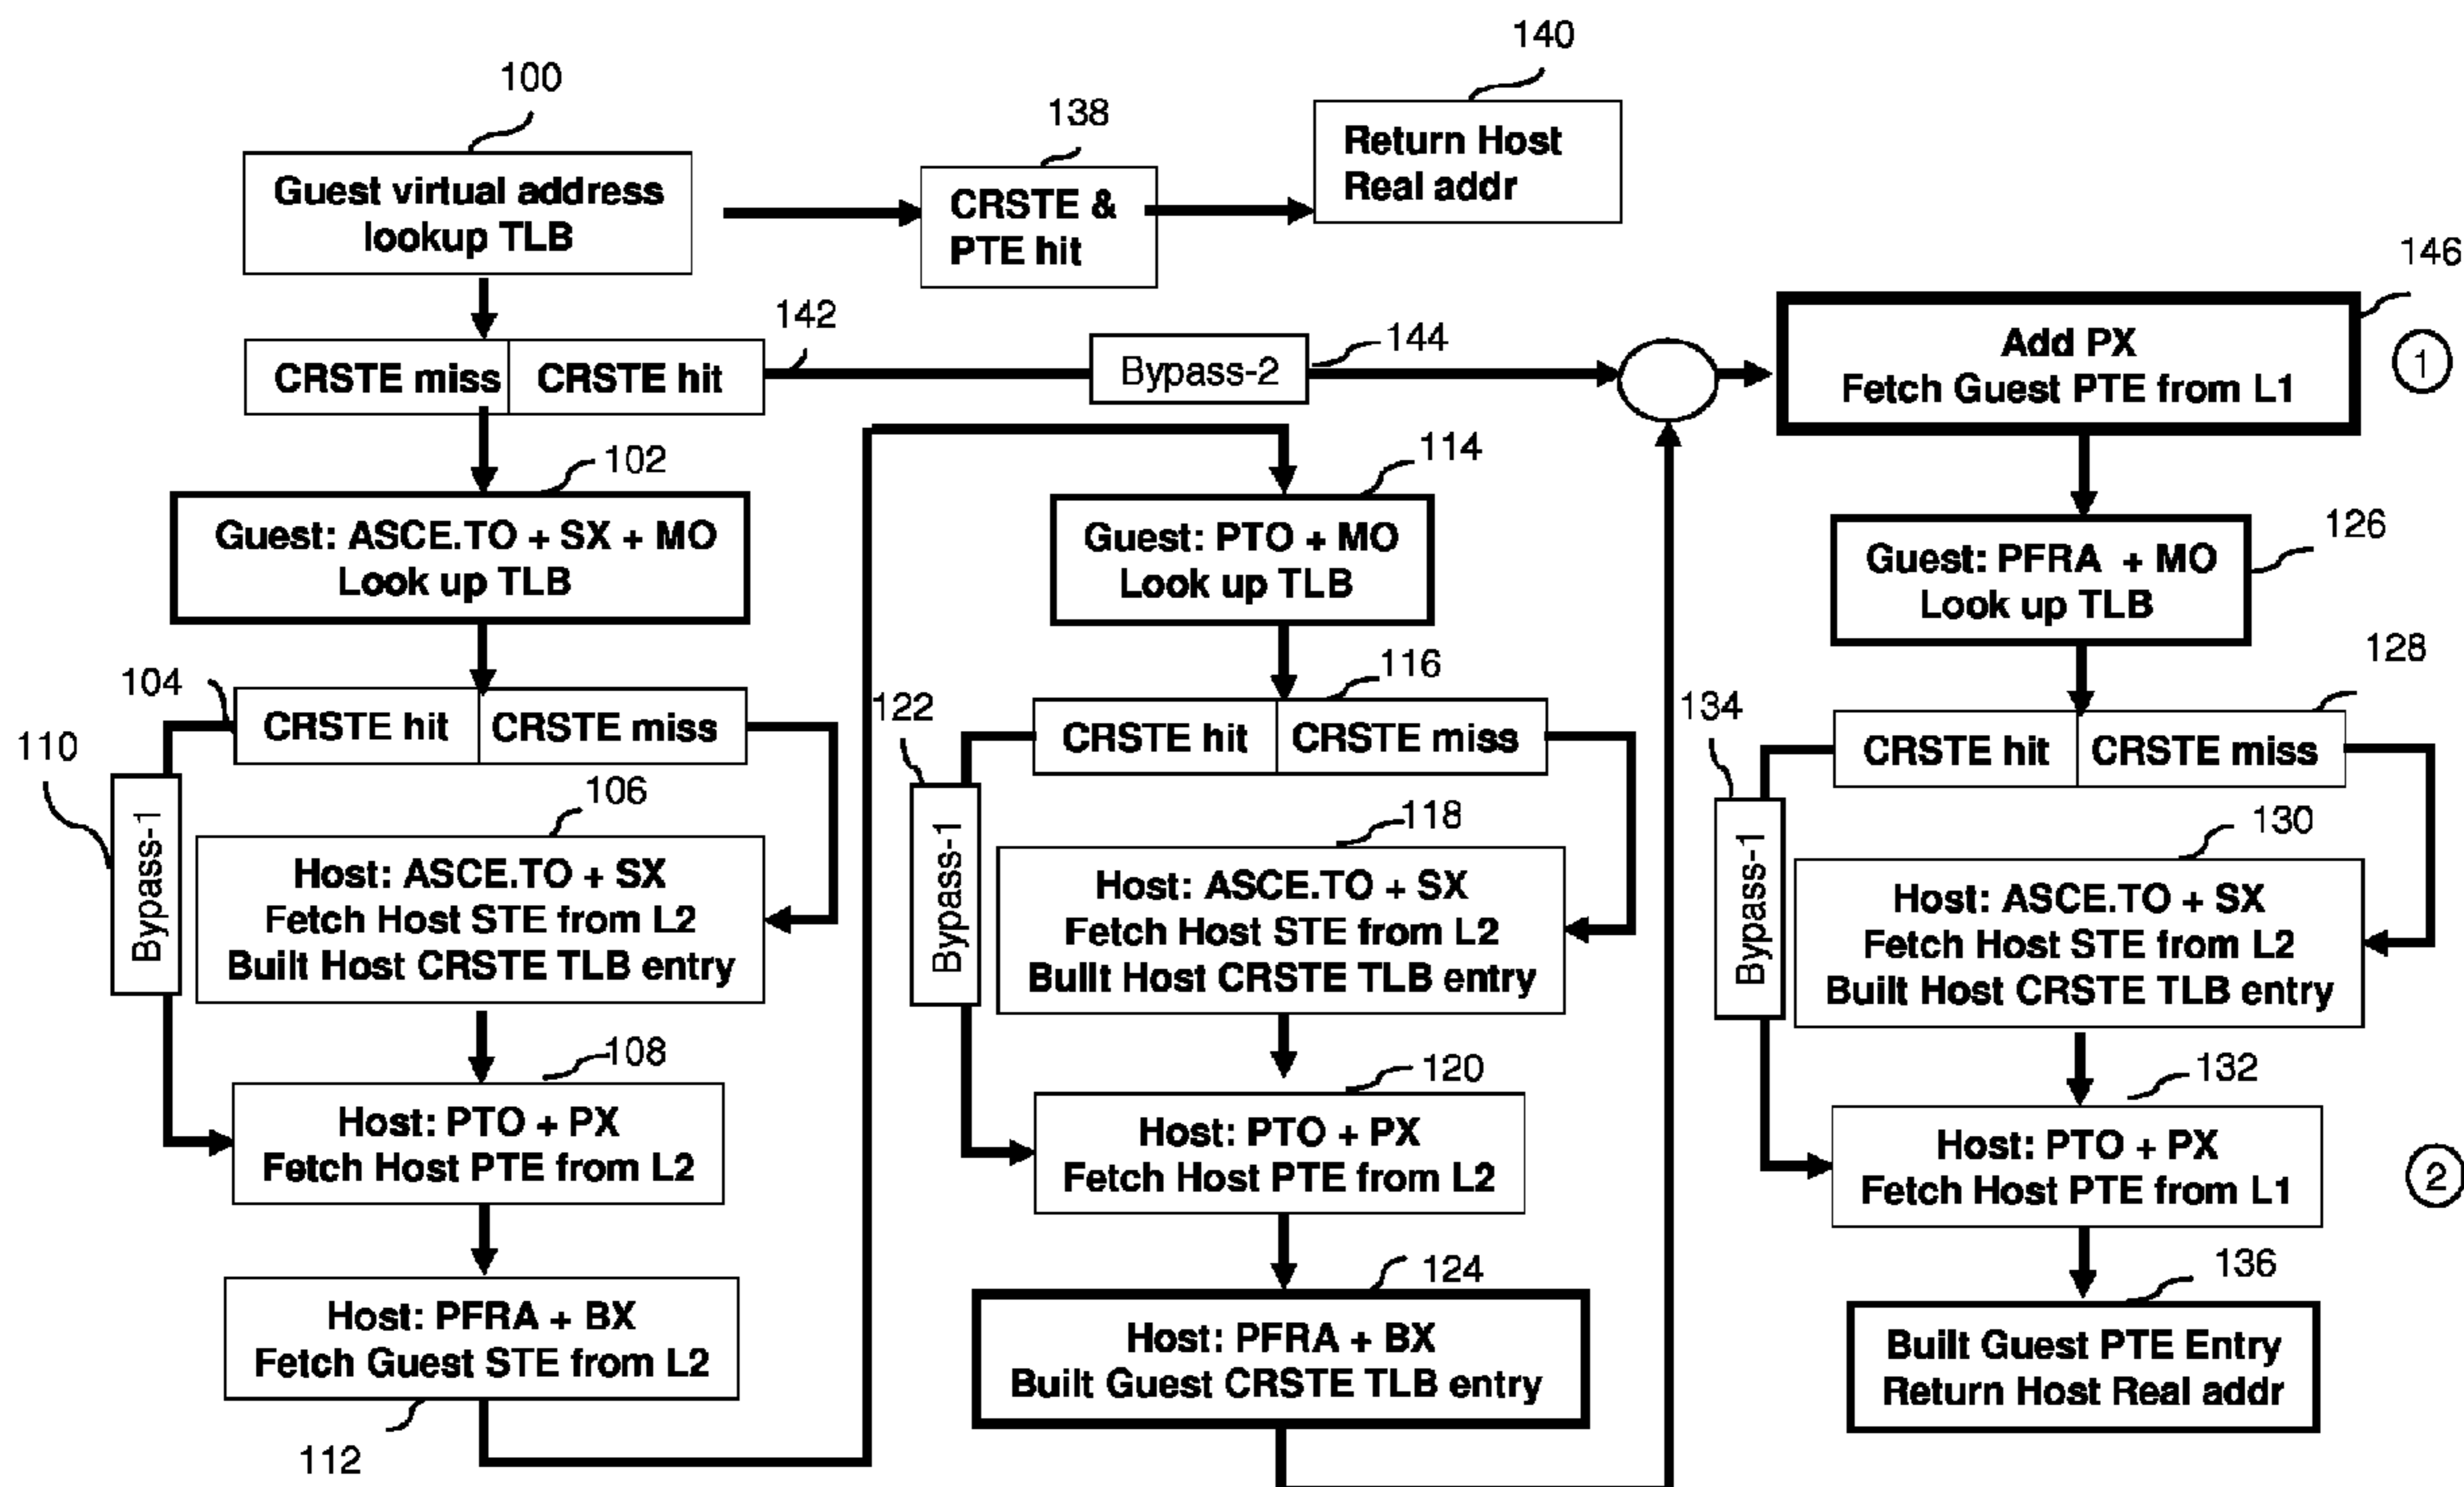 100
Guest virtual address
lookup TLB
138
CRSTE &
PTE hit
140
Return Host
Real addr
CRSTE miss
CRSTE hit
142
Bypass-2
144
146
Add PX
Fetch Guest PTE from L1
1
102
Guest: ASCE.TO + SX + MO
Look up TLB
104
CRSTE hit
CRSTE miss
110
Bypass-1
106
Host: ASCE.TO + SX
Fetch Host STE from L2
Built Host CRSTE TLB entry
108
Host: PTO + PX
Fetch Host PTE from L2
Host: PFRA + BX
Fetch Guest STE from L2
112
114
Guest: PTO + MO
Look up TLB
116
CRSTE hit
CRSTE miss
122
Bypass-1
118
Host: ASCE.TO + SX
Fetch Host STE from L2
Built Host CRSTE TLB entry
120
Host: PTO + PX
Fetch Host PTE from L2
124
Host: PFRA + BX
Built Guest CRSTE TLB entry
126
Guest: PFRA + MO
Look up TLB
128
CRSTE hit
CRSTE miss
134
Bypass-1
130
Host: ASCE.TO + SX
Fetch Host STE from L2
Built Host CRSTE TLB entry
132
Host: PTO + PX
Fetch Host PTE from L1
2
136
Built Guest PTE Entry
Return Host Real addr